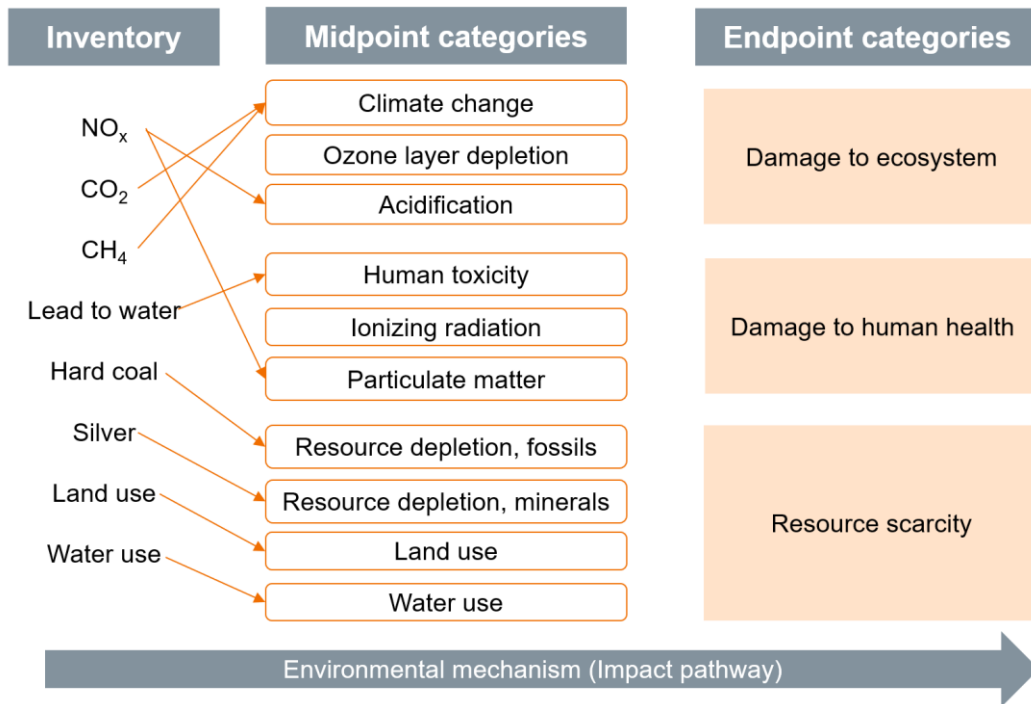 Inventory
Midpoint categories
Endpoint categories
NOₓ
CO₂
CH₄
Lead to water
Hard coal
Silver
Land use
Water use
Climate change
Ozone layer depletion
Acidification
Human toxicity
Ionizing radiation
Particulate matter
Resource depletion, fossils
Resource depletion, minerals
Land use
Water use
Damage to ecosystem
Damage to human health
Resource scarcity
Environmental mechanism (Impact pathway)